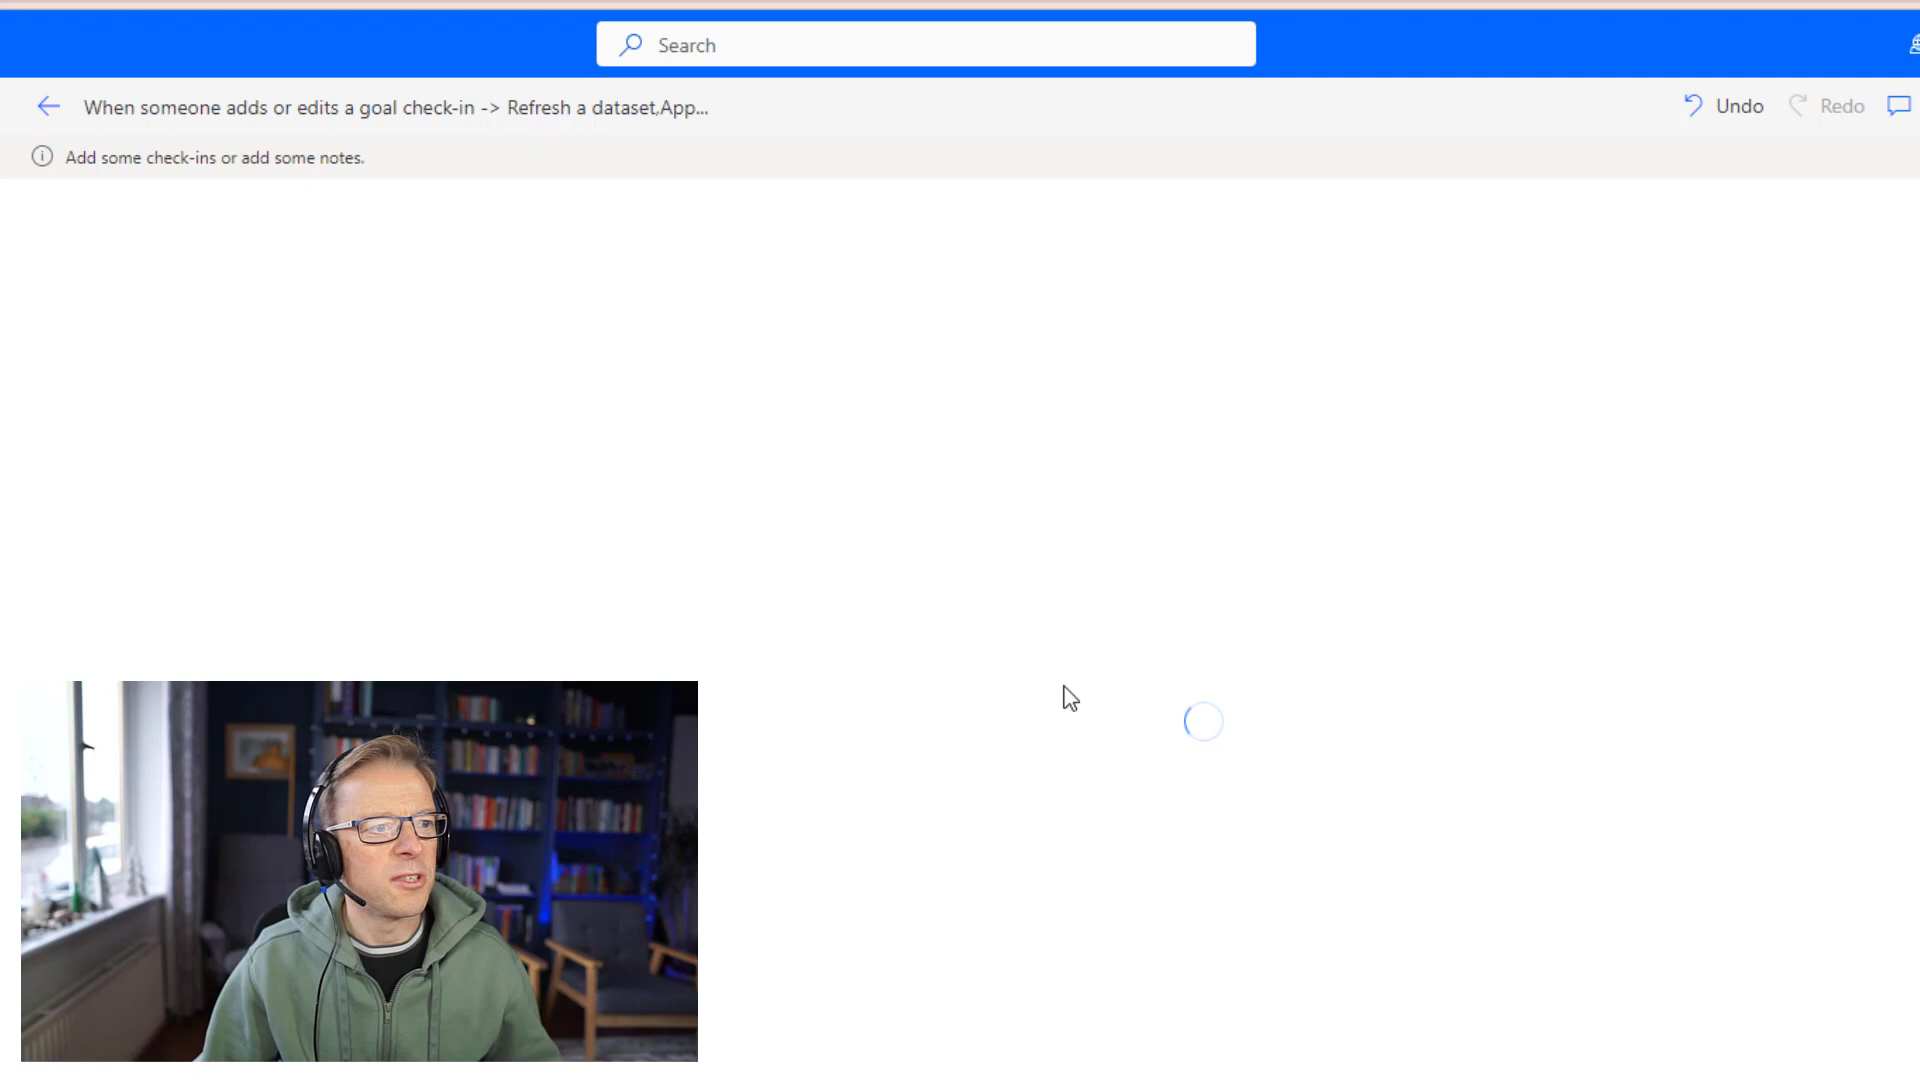 Search
When someone adds or edits a goal check-in -> Refresh a dataset,App...
Undo
Redo
Add some check-ins or add some notes.